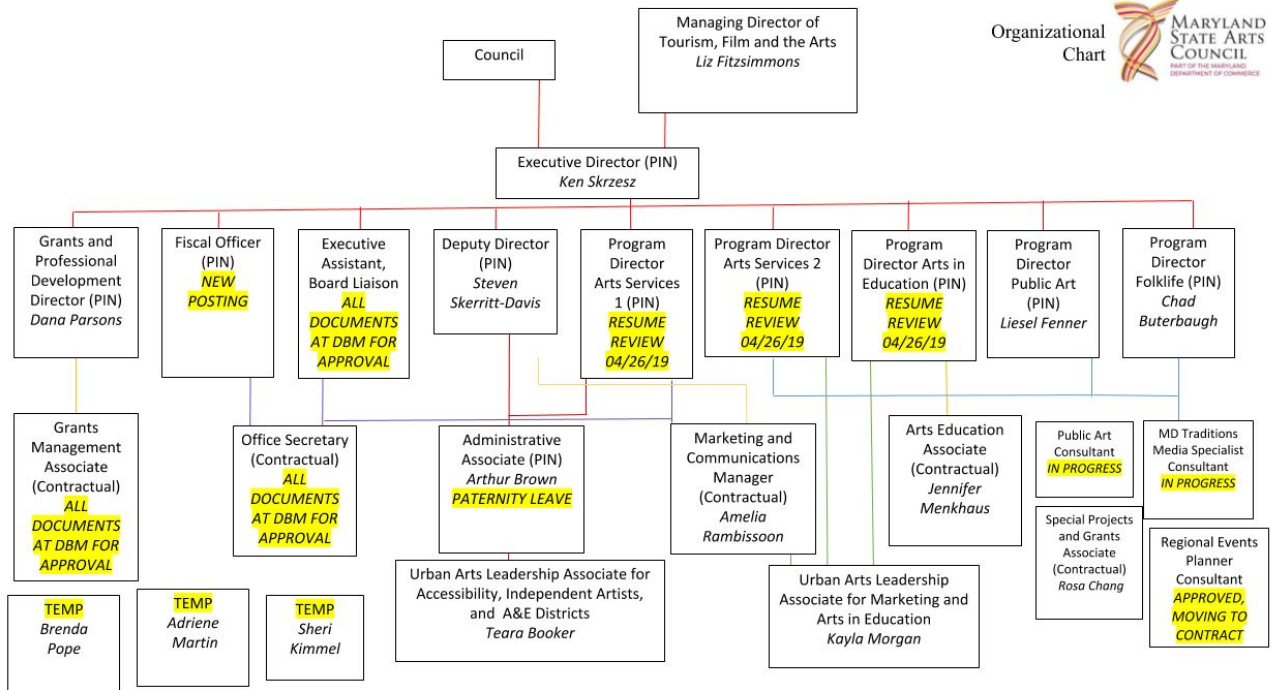 Organizational
Chart
MARYLAND
STATE ARTS
COUNCIL
PART OF THE MARYLAND
DEPARTMENT OF COMMERCE
Council
Managing Director of
Tourism, Film and the Arts
Liz Fitzsimmons
Executive Director (PIN)
Ken Skrzesz
Grants and
Professional
Development
Director (PIN)
Dana Parsons
Fiscal Officer
(PIN)
NEW
POSTING
Executive
Assistant,
Board Liaison
ALL
DOCUMENTS
AT DBM FOR
APPROVAL
Deputy Director
(PIN)
Steven
Skerritt-Davis
Program
Director
Arts Services
1 (PIN)
RESUME
REVIEW
04/26/19
Program Director
Arts Services 2
(PIN)
RESUME
REVIEW
04/26/19
Program
Director Arts in
Education (PIN)
RESUME
REVIEW
04/26/19
Program
Director
Public Art
(PIN)
Liesel Fenner
Program
Director
Folklife (PIN)
Chad
Buterbaugh
Grants
Management
Associate
(Contractual)
ALL
DOCUMENTS
AT DBM FOR
APPROVAL
Office Secretary
(Contractual)
ALL
DOCUMENTS
AT DBM FOR
APPROVAL
Administrative
Associate (PIN)
Arthur Brown
PATERNITY LEAVE
Marketing and
Communications
Manager
(Contractual)
Amelia
Rambissoon
Arts Education
Associate
(Contractual)
Jennifer
Menkhaus
Public Art
Consultant
IN PROGRESS
MD Traditions
Media Specialist
Consultant
IN PROGRESS
Special Projects
and Grants
Associate
(Contractual)
Rosa Chang
Regional Events
Planner
Consultant
APPROVED,
MOVING TO
CONTRACT
Urban Arts Leadership Associate for
Accessibility, Independent Artists,
and A&E Districts
Teara Booker
Urban Arts Leadership
Associate for Marketing and
Arts in Education
Kayla Morgan
TEMP
Brenda
Pope
TEMP
Adriene
Martin
TEMP
Sheri
Kimmel